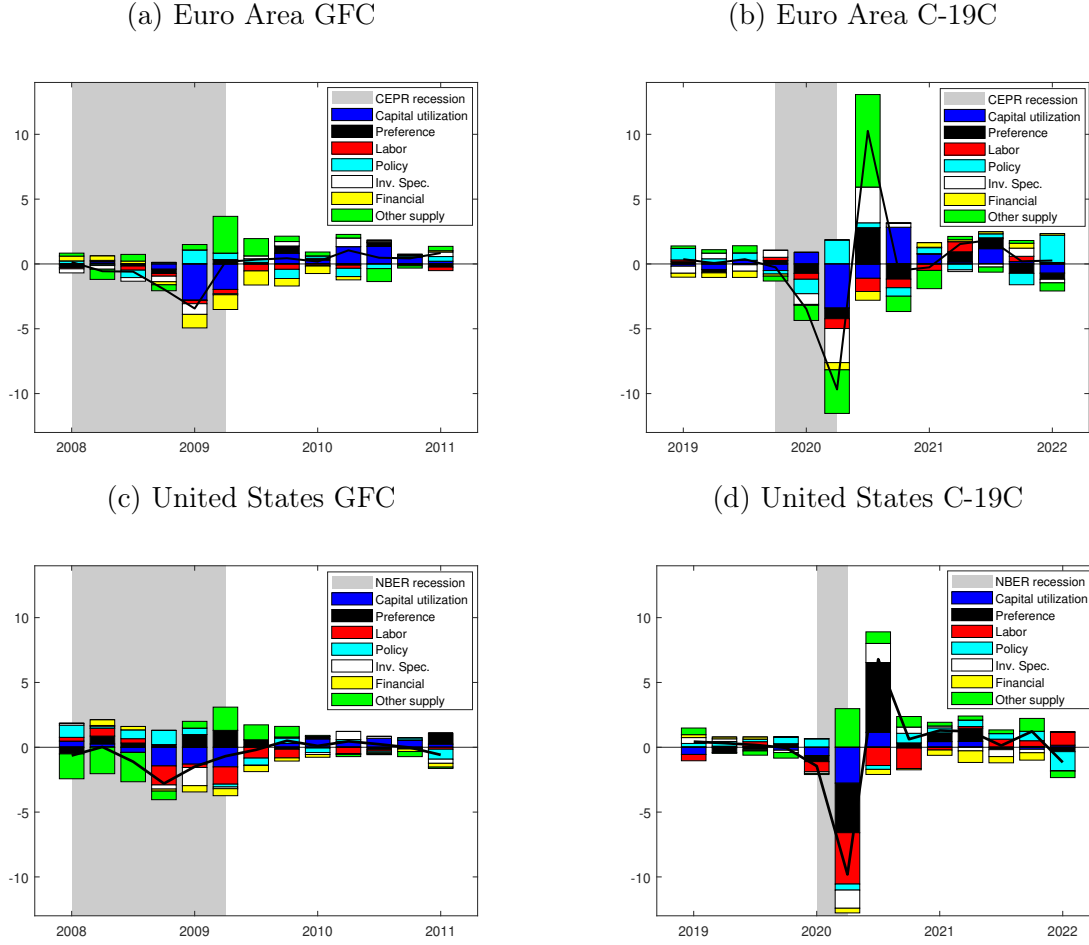 (a) Euro Area GFC
10
5
0
-5
-10
2008
2009
2010
2011
CEPR recession
Capital utilization
Preference
Labor
Policy
Inv. Spec.
Financial
Other supply
(b) Euro Area C-19C
10
5
0
-5
-10
2019
2020
2021
2022
CEPR recession
Capital utilization
Preference
Labor
Policy
Inv. Spec.
Financial
Other supply
(c) United States GFC
10
5
0
-5
-10
2008
2009
2010
2011
NBER recession
Capital utilization
Preference
Labor
Policy
Inv. Spec.
Financial
Other supply
(d) United States C-19C
10
5
0
-5
-10
2019
2020
2021
2022
NBER recession
Capital utilization
Preference
Labor
Policy
Inv. Spec.
Financial
Other supply